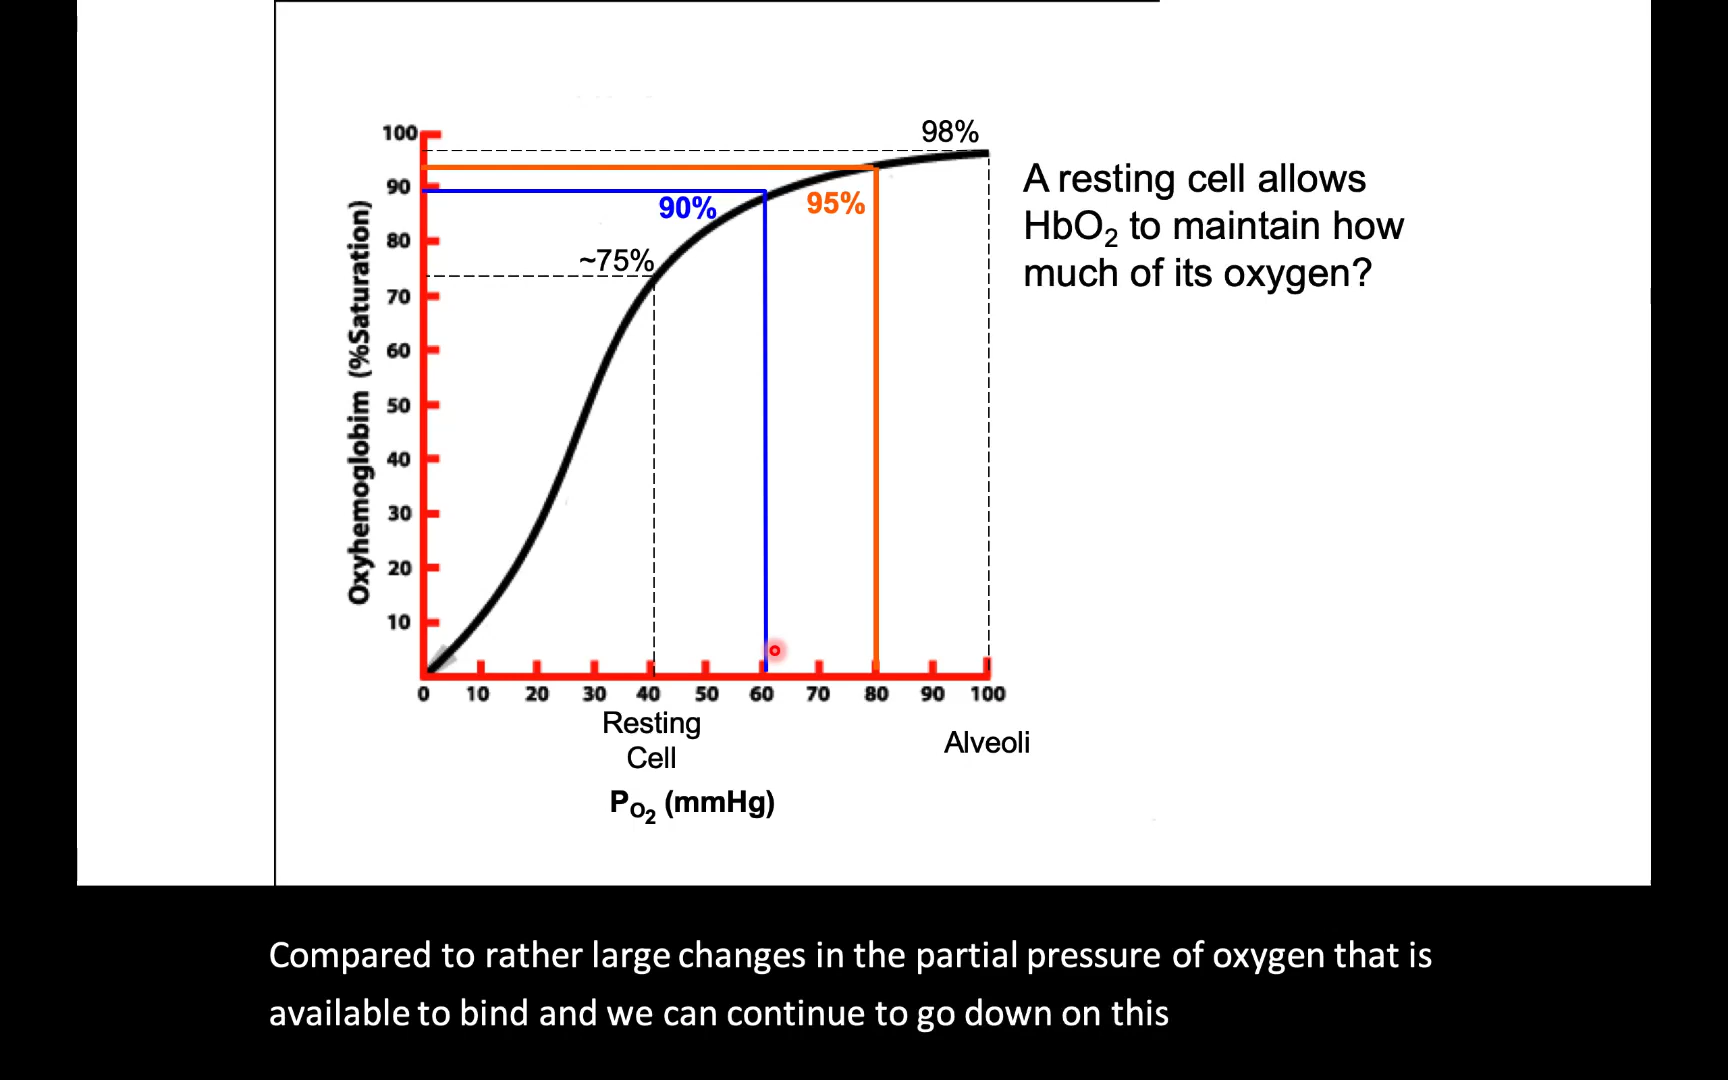 98%
95%
90%
~75%
100
90
80
70
60
50
40
30
20
10
Oxyhemoglobim (%Saturation)
0 10 20 30 40 50 60 70 80 90 100
Resting
Cell
Alveoli
PO₂ (mmHg)
A resting cell allows
HbO₂ to maintain how
much of its oxygen?
Compared to rather large changes in the partial pressure of oxygen that is
available to bind and we can continue to go down on this